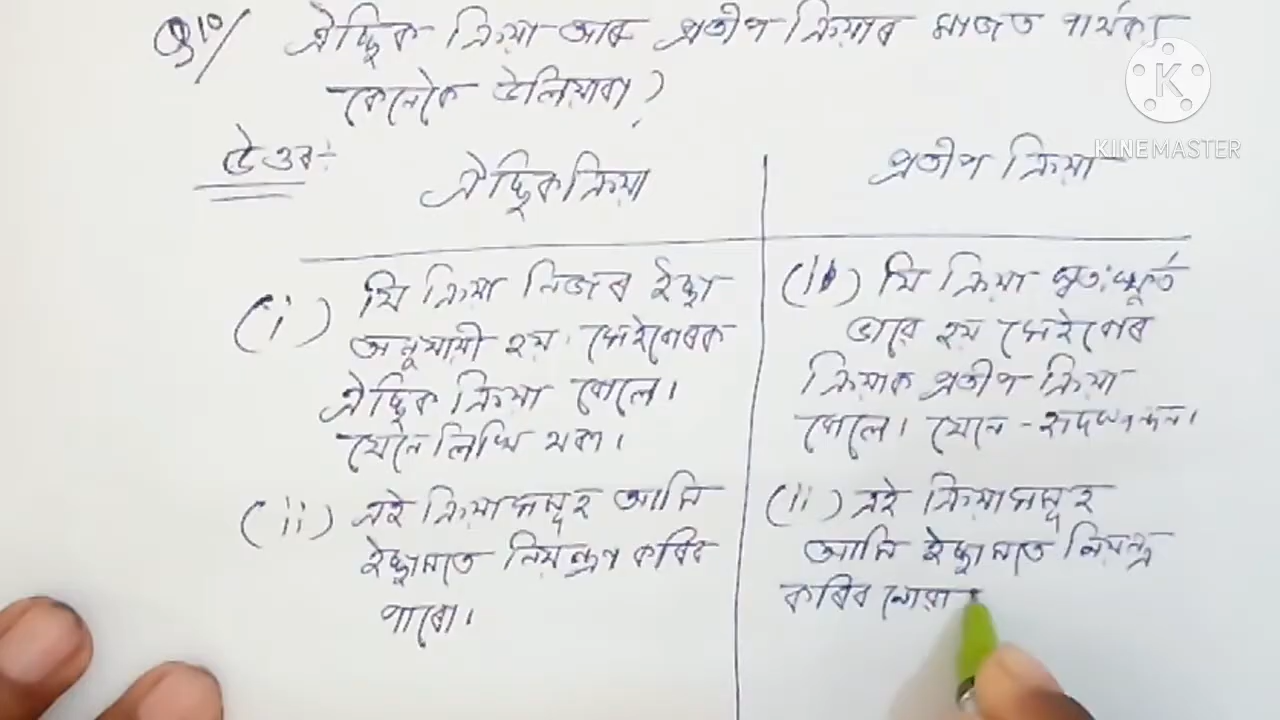 Q10/ ঐচ্ছিক ক্ৰিয়া আৰু প্ৰতীপ ক্ৰিয়াৰ মাজত পাৰ্থক্য
কেনেকৈ উলিয়াবা?
উত্তৰ:-
ঐচ্ছিক ক্ৰিয়া
(i) যি ক্ৰিয়া নিজৰ ইচ্ছা
অনুযায়ী হয় সেইবোৰক
ঐচ্ছিক ক্ৰিয়া বোলে।
যেনে লিখি থকা।
(ii) এই ক্ৰিয়াসমূহ আমি
ইচ্ছামতে নিয়ন্ত্ৰণ কৰিব
পাৰো।
প্ৰতীপ ক্ৰিয়া
(i) যি ক্ৰিয়া স্বতঃস্ফূৰ্ত
ভাবে হয় সেইবোৰ
ক্ৰিয়াক প্ৰতীপ ক্ৰিয়া
বোলে। যেনে - হৃদস্পন্দন।
(ii) এই ক্ৰিয়াসমূহ
আমি ইচ্ছামতে নিয়ন্ত্ৰ
কৰিব নোৱা
K
KINEMASTER